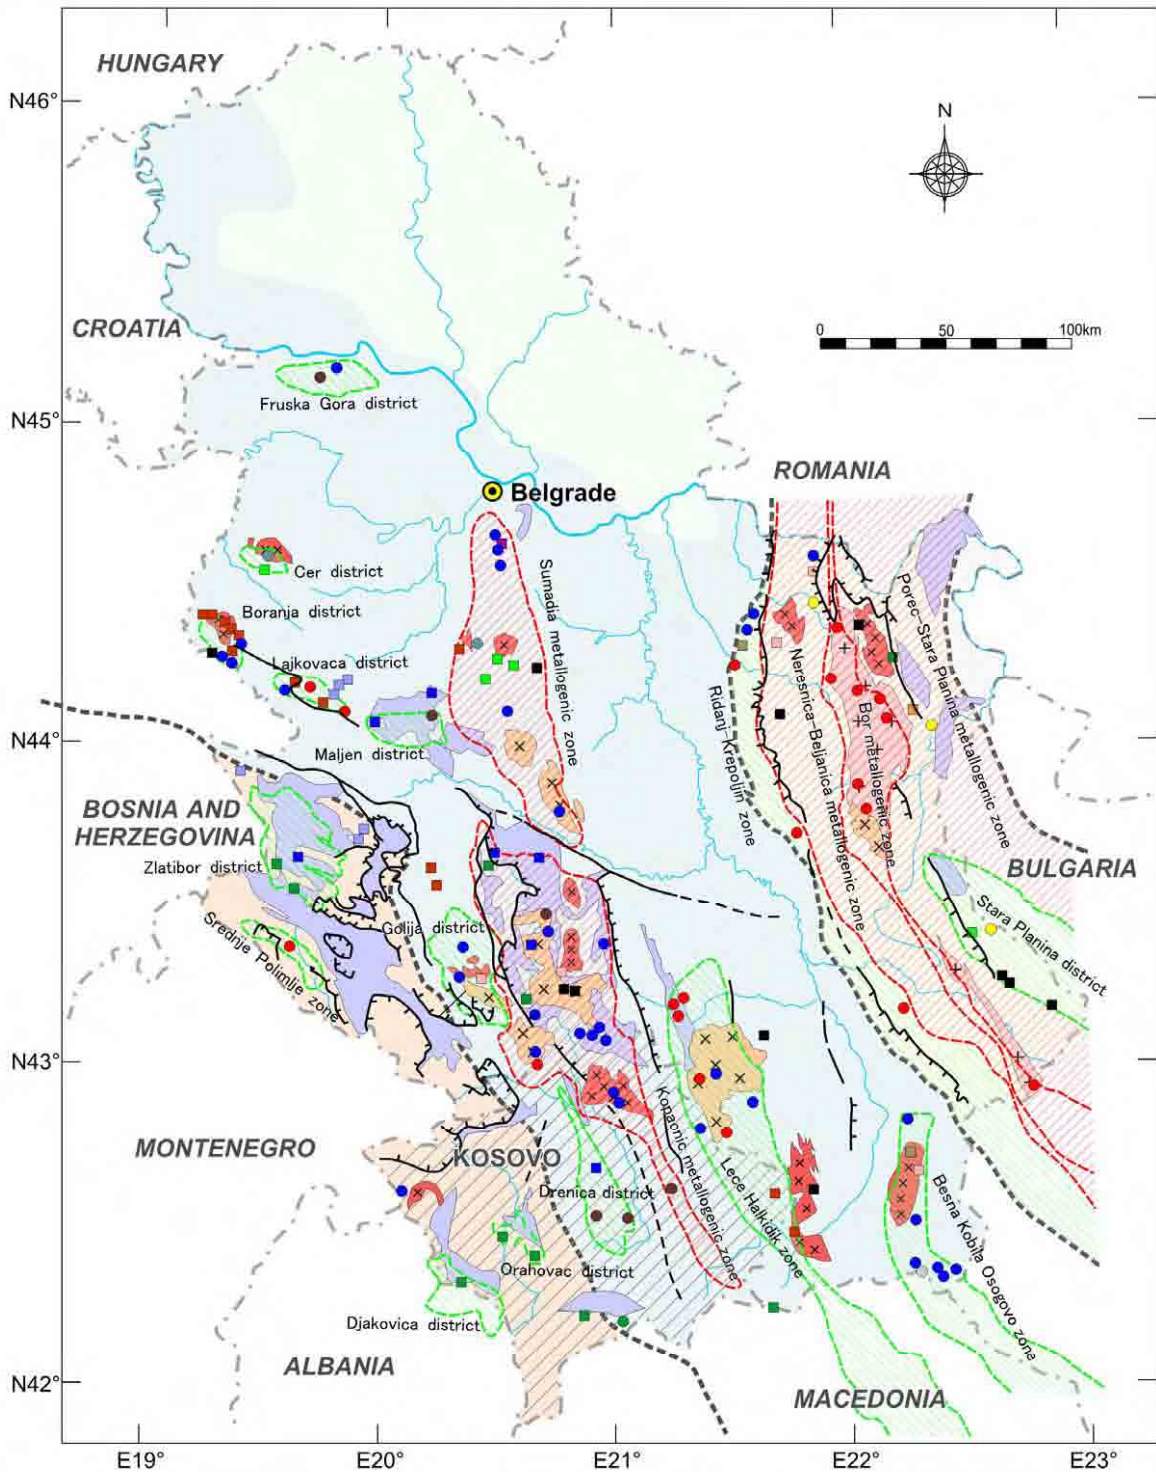 HUNGARY
N46°
N
CROATIA
0 50 100km
Fruska Gora district
N45°
ROMANIA
Belgrade
Cer district
Sumadia metallogenic zone
Porec-Stara Planina metallogenic zone
Boranja district
Lajkovaca district
Neresnica-Beljanica metallogenic zone
Bor metallogenic zone
Ridanj-Krepoljin zone
N44°
Maljen district
BOSNIA AND
HERZEGOVINA
Zlatibor district
BULGARIA
Stara Planina district
Golija district
Srednje Polimlje zone
N43°
Kopaonic metallogenic zone
MONTENEGRO
KOSOVO
Lece Halkidik zone
Drenica district
Besna Kobila Osogovo zone
Orahovac district
Djakovica district
ALBANIA
N42°
MACEDONIA
E19° E20° E21° E22° E23°